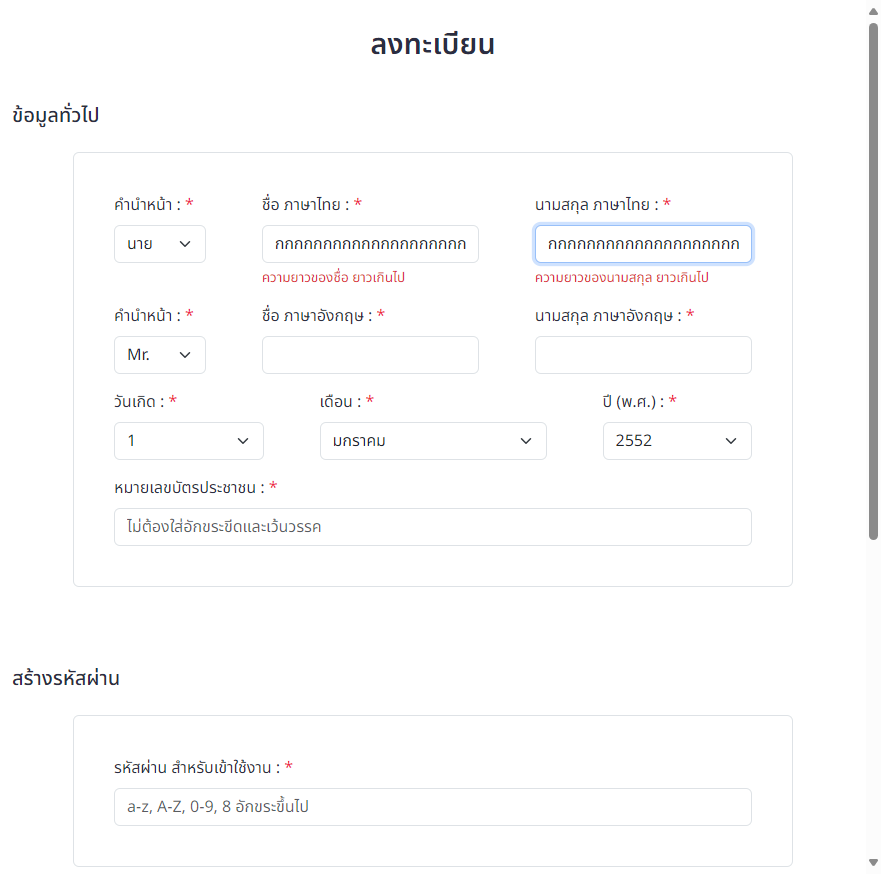 ลงทะเบียน
ข้อมูลทั่วไป
คำนำหน้า : * ชื่อ ภาษาไทย : * นามสกุล ภาษาไทย : *
นาย กกกกกกกกกกกกกกกกกกกก กกกกกกกกกกกกกกกกกกกก
ความยาวของชื่อ ยาวเกินไป ความยาวของนามสกุล ยาวเกินไป
คำนำหน้า : * ชื่อ ภาษาอังกฤษ : * นามสกุล ภาษาอังกฤษ : *
Mr.
วันเกิด : * เดือน : * ปี (พ.ศ.) : *
1 มกราคม 2552
หมายเลขบัตรประชาชน : *
ไม่ต้องใส่อักขระขีดและเว้นวรรค
สร้างรหัสผ่าน
รหัสผ่าน สำหรับเข้าใช้งาน : *
a-z, A-Z, 0-9, 8 อักขระขึ้นไป